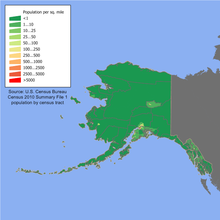 Population per sq. mile
<1
1...10
10...25
25...50
50...100
100...250
250...500
500...1000
1000...2500
2500...5000
>5000
Source: U.S. Census Bureau
Census 2010 Summary File 1
population by census tract